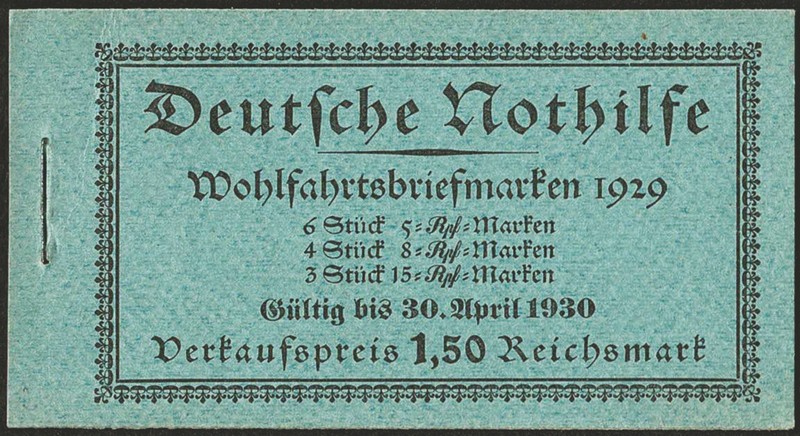 Deutſche Nothilfe
Wohlfahrtsbriefmarken 1929
6 Stück 5=Rpf=Marken
4 Stück 8=Rpf=Marken
3 Stück 15=Rpf=Marken
Gültig bis 30. April 1930
Verkaufspreis 1,50 Reichsmark